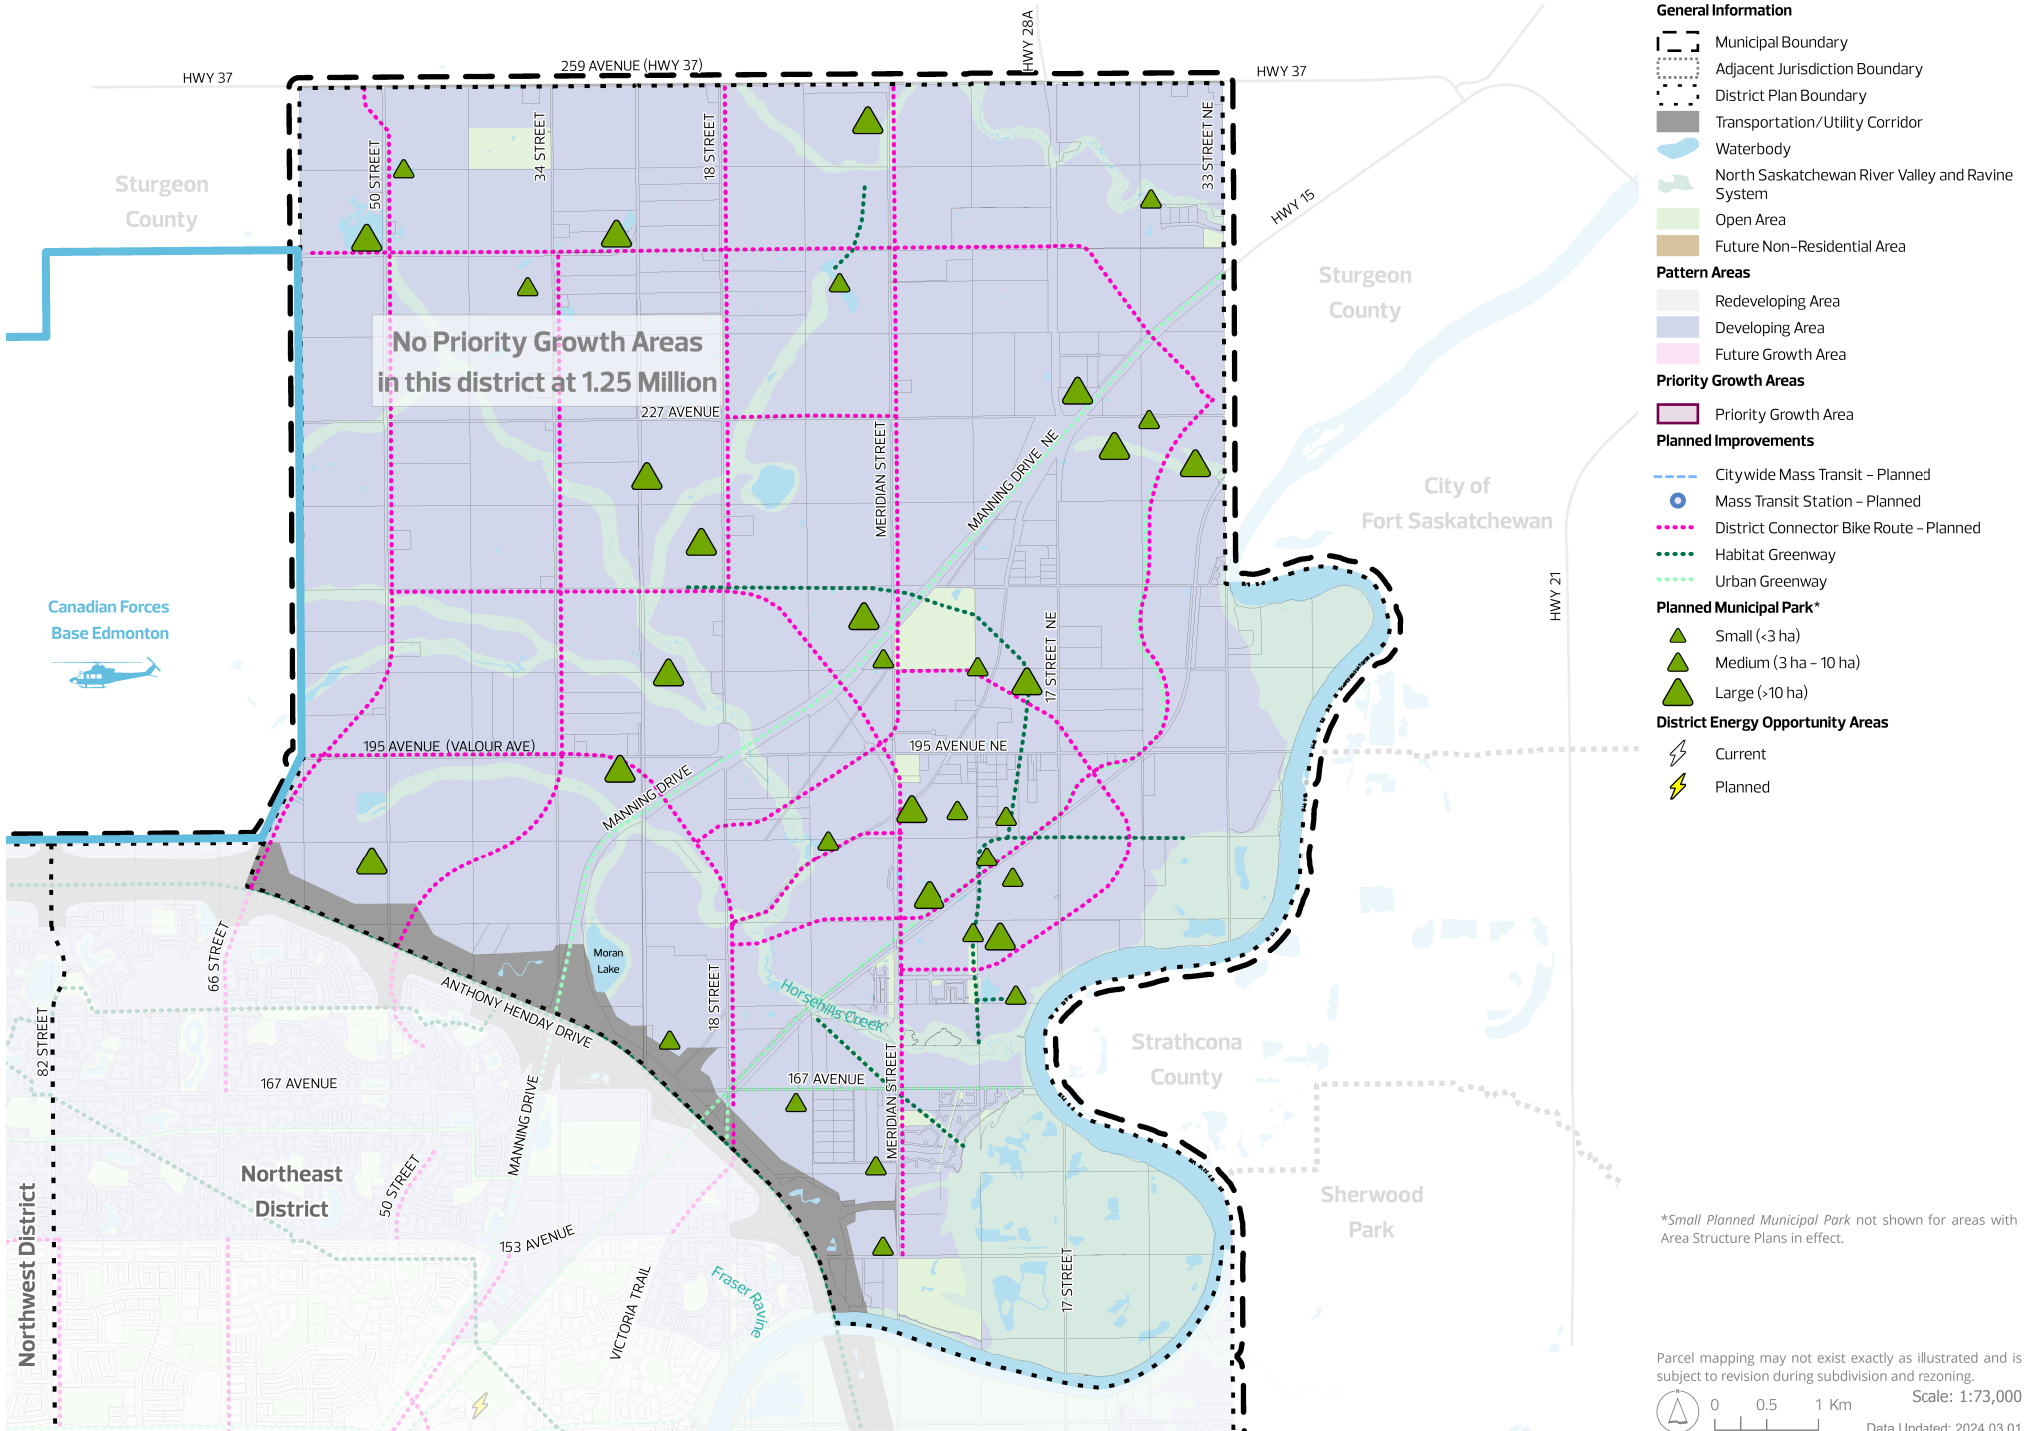 HWY 28A
259 AVENUE (HWY 37)
HWY 37
HWY 37
50 STREET
34 STREET
18 STREET
33 STREET NE
HWY 15
Sturgeon
County
Sturgeon
County
No Priority Growth Areas
in this district at 1.25 Million
227 AVENUE
MERIDIAN STREET
MANNING DRIVE NE
City of
Fort Saskatchewan
HWY 21
Canadian Forces
Base Edmonton
17 STREET NE
195 AVENUE (VALOUR AVE)
195 AVENUE NE
MANNING DRIVE
66 STREET
Moran
Lake
ANTHONY HENDAY DRIVE
18 STREET
Horsehills Creek
82 STREET
167 AVENUE
167 AVENUE
MERIDIAN STREET
Strathcona
County
MANNING DRIVE
Northeast
District
50 STREET
Northwest District
153 AVENUE
VICTORIA TRAIL
Fraser Ravine
17 STREET
Sherwood
Park
General Information
Municipal Boundary
Adjacent Jurisdiction Boundary
District Plan Boundary
Transportation/Utility Corridor
Waterbody
North Saskatchewan River Valley and Ravine
System
Open Area
Future Non-Residential Area
Pattern Areas
Redeveloping Area
Developing Area
Future Growth Area
Priority Growth Areas
Priority Growth Area
Planned Improvements
Citywide Mass Transit - Planned
Mass Transit Station - Planned
District Connector Bike Route - Planned
Habitat Greenway
Urban Greenway
Planned Municipal Park*
Small (<3 ha)
Medium (3 ha - 10 ha)
Large (>10 ha)
District Energy Opportunity Areas
Current
Planned
*Small Planned Municipal Park not shown for areas with
Area Structure Plans in effect.
Parcel mapping may not exist exactly as illustrated and is
subject to revision during subdivision and rezoning.
Scale: 1:73,000
N
0 0.5 1 Km
Data Updated: 2024.03.01